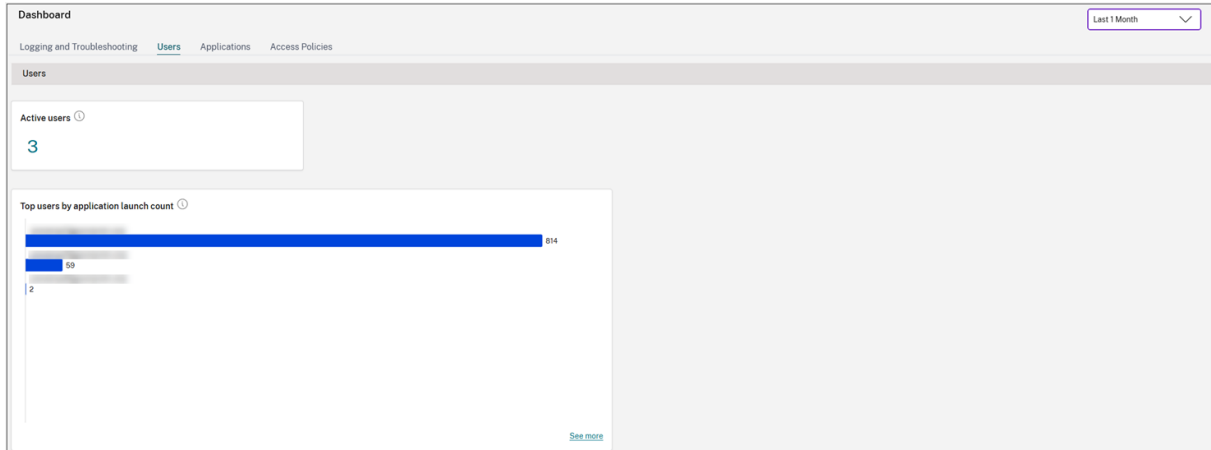 Dashboard
Last 1 Month
Logging and Troubleshooting Users Applications Access Policies
Users
Active users
3
Top users by application launch count
814
59
2
See more